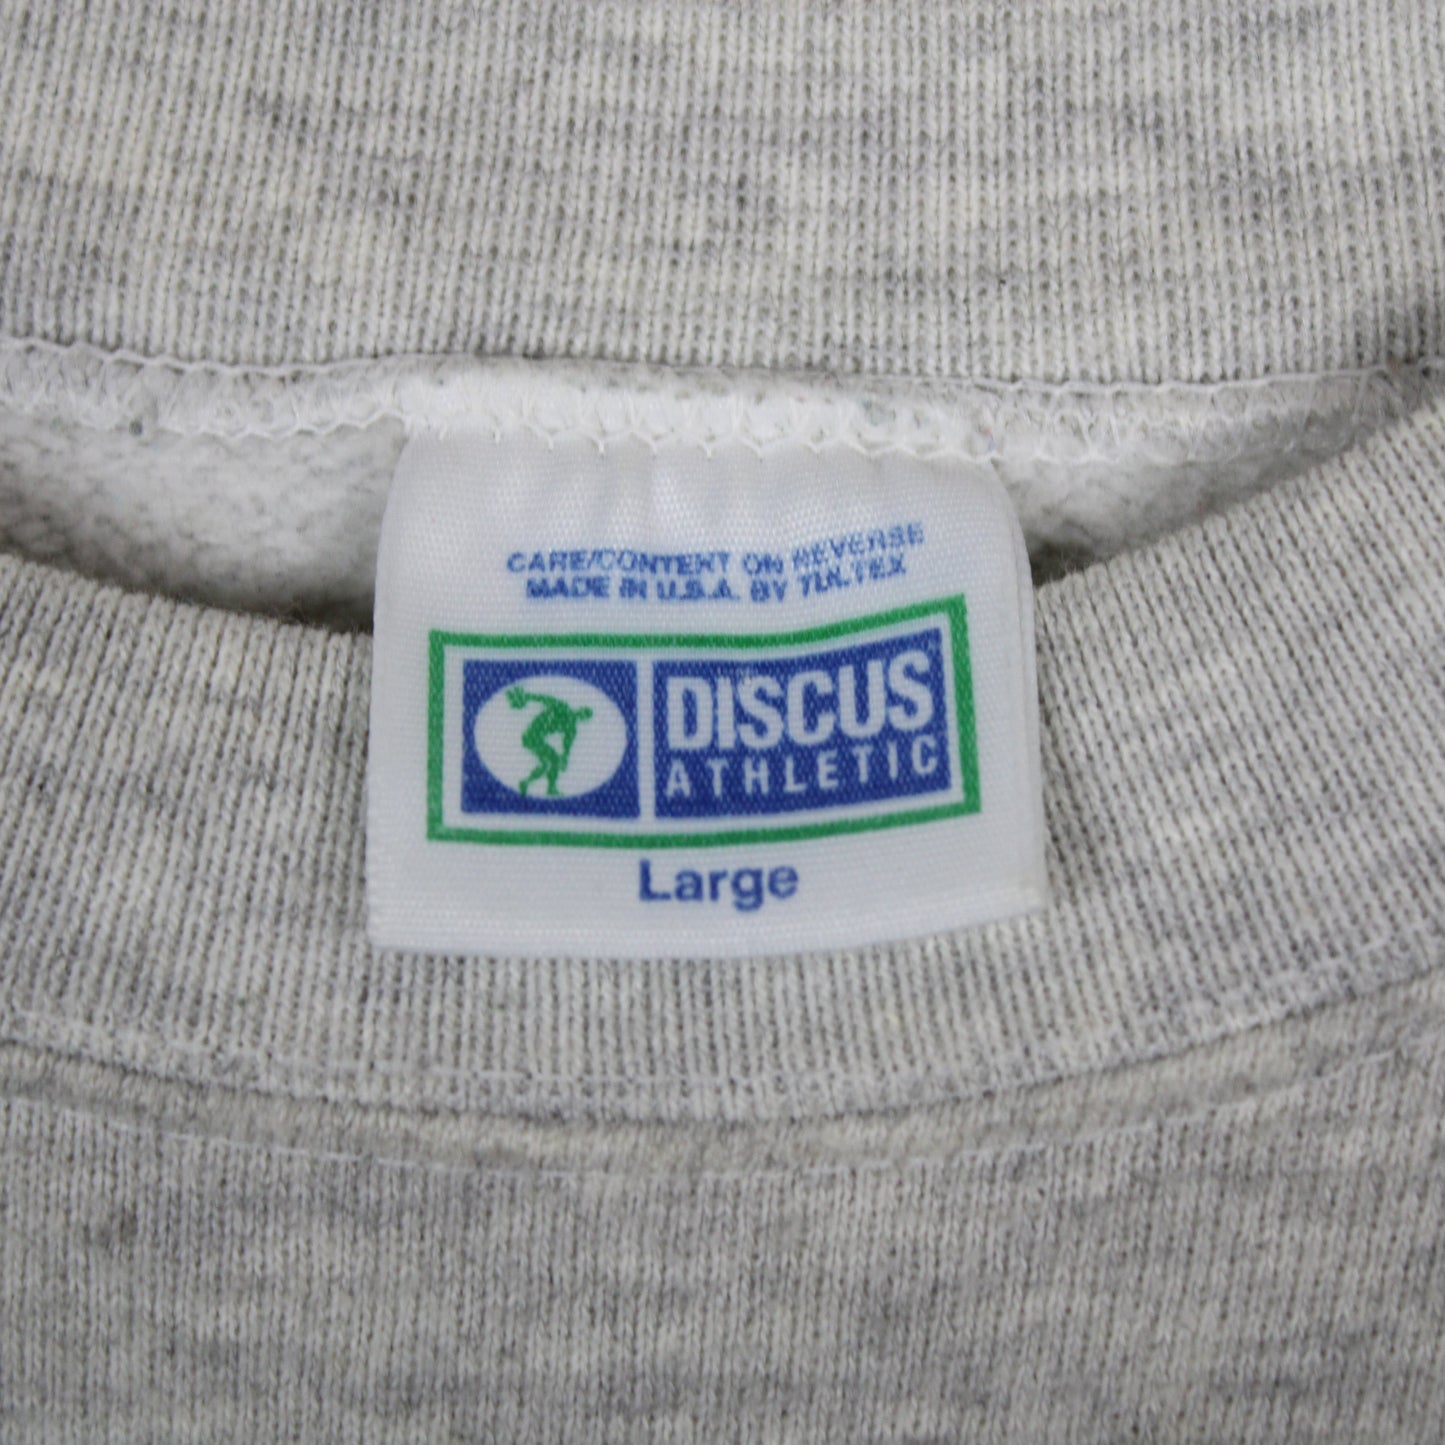 CARE/CONTENT ON REVERSE
MADE IN U.S.A. BY TULTEX
DISCUS
ATHLETIC
Large